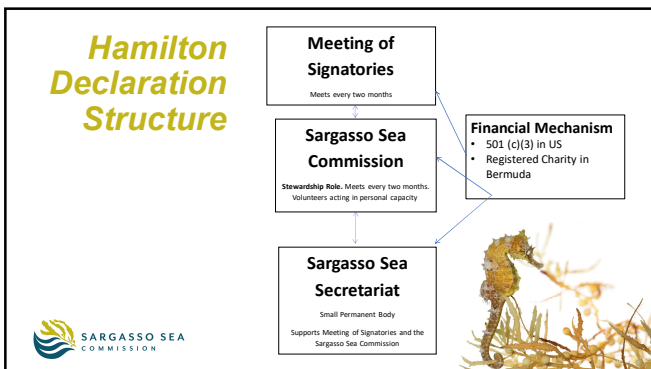 Hamilton
Declaration
Structure
Meeting of
Signatories
Meets every two months
Sargasso Sea
Commission
Stewardship Role. Meets every two months.
Volunteers acting in personal capacity
Financial Mechanism
• 501 (c)(3) in US
• Registered Charity in
Bermuda
Sargasso Sea
Secretariat
Small Permanent Body
Supports Meeting of Signatories and the
Sargasso Sea Commission
SARGASSO SEA
COMMISSION